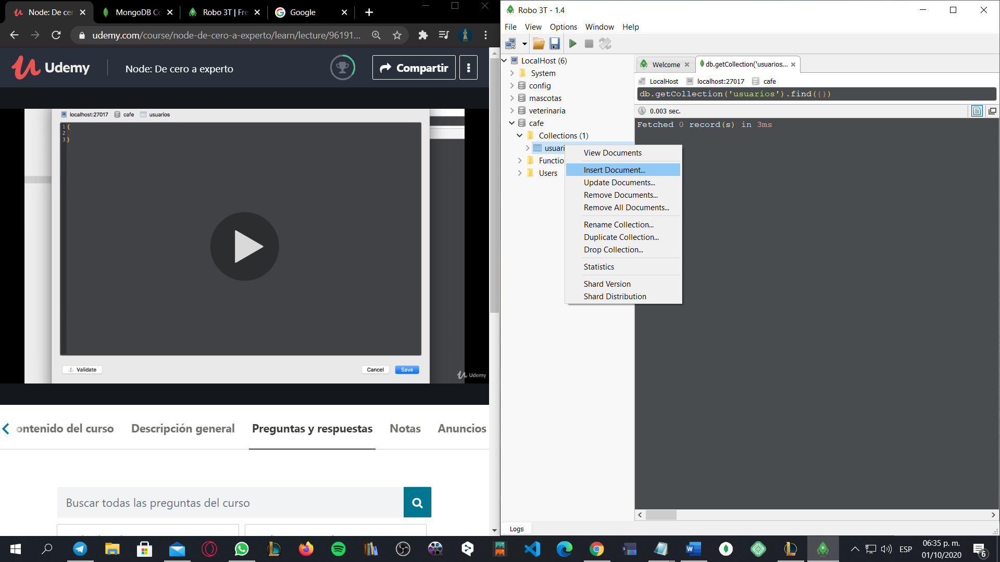 Node: De cer
MongoDB Co
Robo 3T | Fre
Google
udemy.com/course/node-de-cero-a-experto/learn/lecture/96191...
Udemy
Node: De cero a experto
Compartir
localhost:27017 cafe usuarios
1 {
2
3 }
Validate
Cancel
Save
Udemy
ontenido del curso
Descripción general
Preguntas y respuestas
Notas
Anuncios
Buscar todas las preguntas del curso
Robo 3T - 1.4
File View Options Window Help
LocalHost (6)
System
config
mascotas
veterinaria
cafe
Collections (1)
usuari
Functio
Users
Welcome
db.getCollection('usuarios...
LocalHost localhost:27017 cafe
db.getCollection('usuarios').find({})
0.003 sec.
Fetched 0 record(s) in 3ms
View Documents
Insert Document...
Update Documents...
Remove Documents...
Remove All Documents...
Rename Collection...
Duplicate Collection...
Drop Collection...
Statistics
Shard Version
Shard Distribution
Logs
ESP
06:35 p. m.
01/10/2020
6